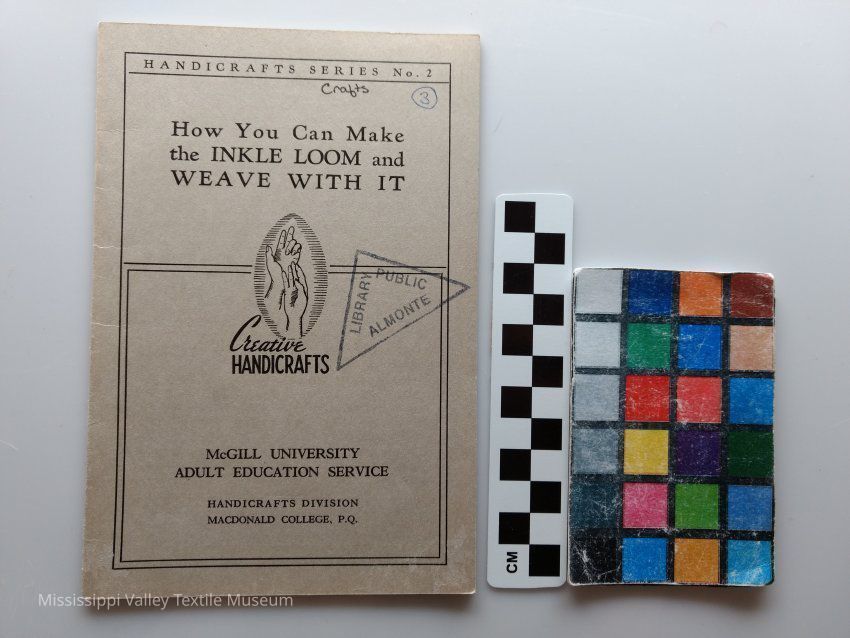 HANDICRAFTS SERIES No. 2
Crafts
3
How You Can Make
the INKLE LOOM and
WEAVE WITH IT
LIBRARY PUBLIC
ALMONTE
Creative
HANDICRAFTS
McGILL UNIVERSITY
ADULT EDUCATION SERVICE
HANDICRAFTS DIVISION
MACDONALD COLLEGE, P.Q.
CM
Mississippi Valley Textile Museum